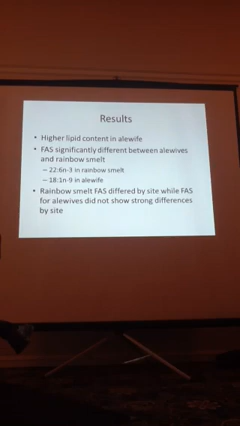 Results
• Higher lipid content in alewife
• FAS significantly different between alewives
and rainbow smelt
– 22:6n-3 in rainbow smelt
– 18:1n-9 in alewife
• Rainbow smelt FAS differed by site while FAS
for alewives did not show strong differences
by site